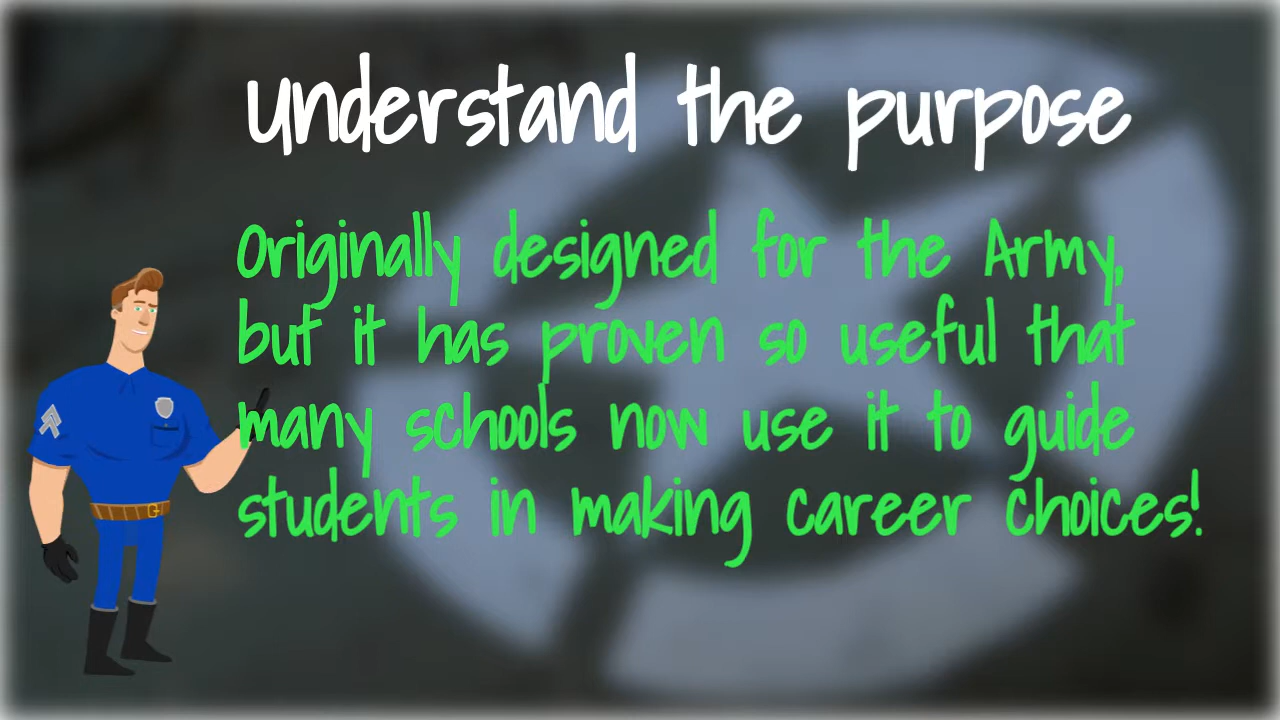 Understand the purpose
Originally designed for the Army,
but it has proven so useful that
many schools now use it to guide
students in making career choices!